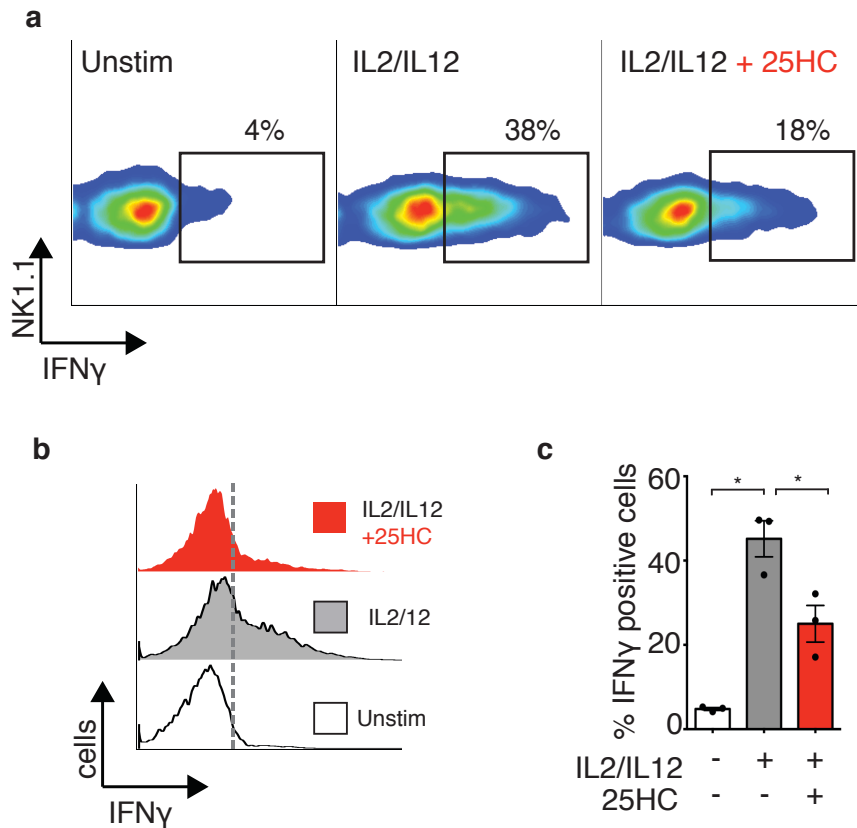 a
Unstim
IL2/IL12
IL2/IL12 + 25HC
4%
38%
18%
NK1.1
IFNγ
b
IL2/IL12
+25HC
IL2/12
Unstim
cells
IFNγ
c
% IFNγ positive cells
60
40
20
0
* *
IL2/IL12 - + +
25HC - - +